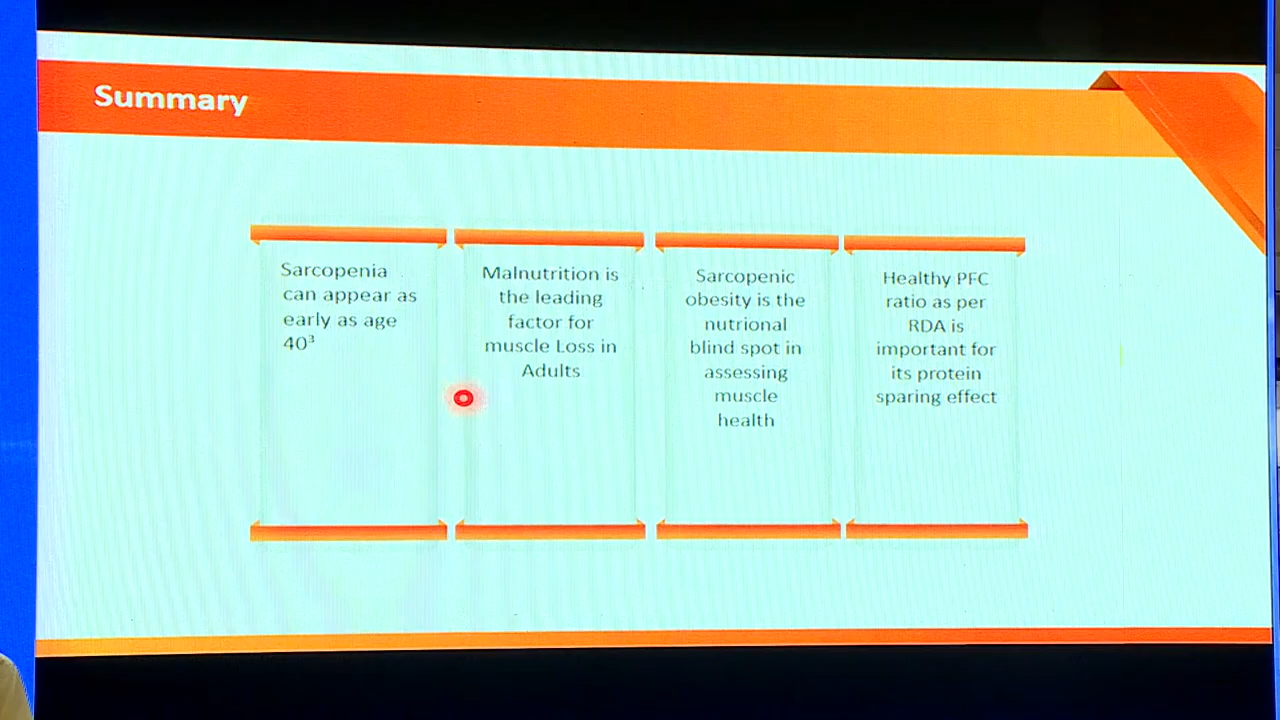 Summary
Sarcopenia
can appear as
early as age
40³
Malnutrition is
the leading
factor for
muscle Loss in
Adults
Sarcopenic
obesity is the
nutrional
blind spot in
assessing
muscle
health
Healthy PFC
ratio as per
RDA is
important for
its protein
sparing effect